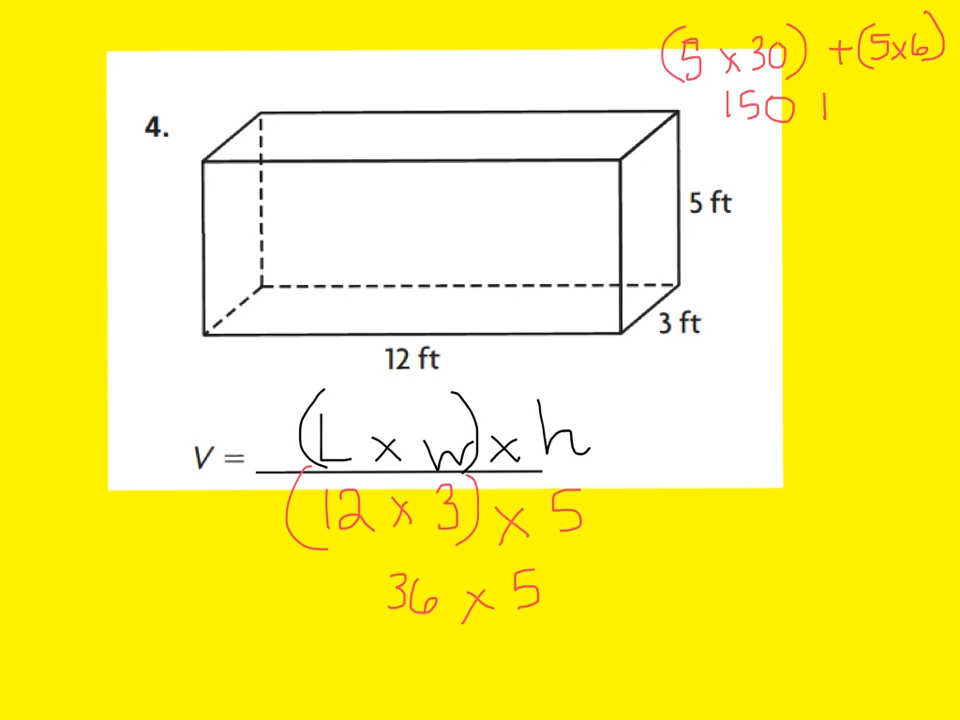 (5 x 30) + (5x6)
150 1
4.
5 ft
3 ft
12 ft
V = (L x w) x h
(12 x 3) x 5
36 x 5